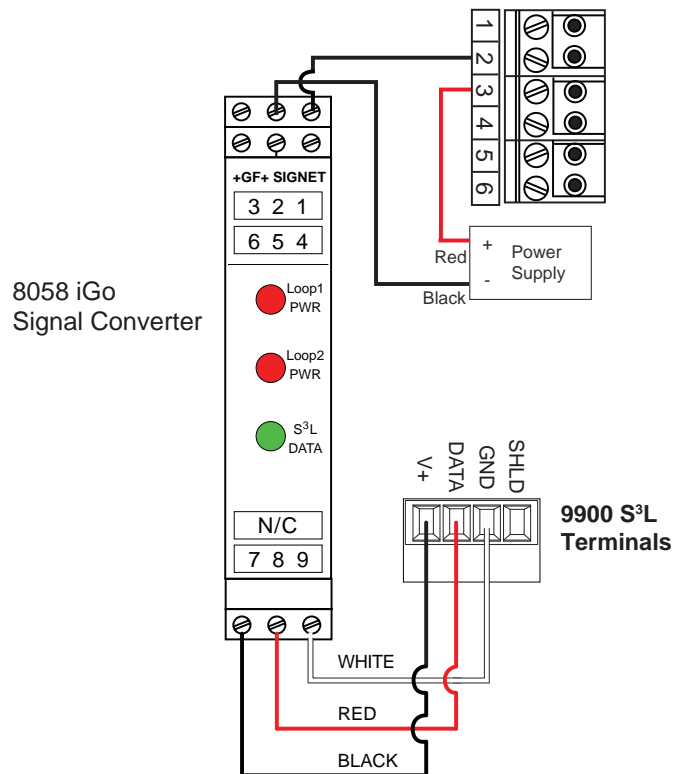 1
2
3
4
5
6
+GF+ SIGNET
3 2 1
6 5 4
Loop1
PWR
Loop2
PWR
S³L
DATA
N/C
7 8 9
8058 iGo
Signal Converter
Red
+
-
Power
Supply
Black
V+
DATA
GND
SHLD
9900 S³L
Terminals
WHITE
RED
BLACK